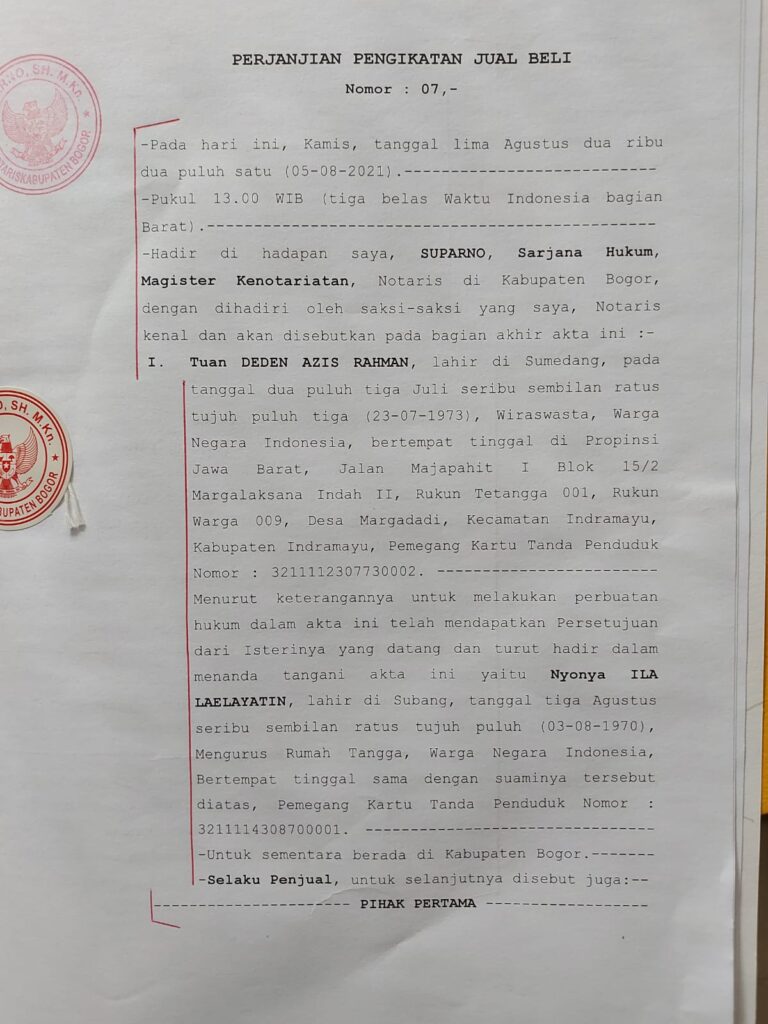 PERJANJIAN PENGIKATAN JUAL BELI
Nomor : 07,-
RNO, SH. M.Kn.
KABUPATEN BOGOR
-Pada hari ini, Kamis, tanggal lima Agustus dua ribu
dua puluh satu (05-08-2021).---------------------------
-Pukul 13.00 WIB (tiga belas Waktu Indonesia bagian
Barat).------------------------------------------------
-Hadir di hadapan saya, SUPARNO, Sarjana Hukum,
Magister Kenotariatan, Notaris di Kabupaten Bogor,
dengan dihadiri oleh saksi-saksi yang saya, Notaris
kenal dan akan disebutkan pada bagian akhir akta ini :-
I. Tuan DEDEN AZIS RAHMAN, lahir di Sumedang, pada
tanggal dua puluh tiga Juli seribu sembilan ratus
tujuh puluh tiga (23-07-1973), Wiraswasta, Warga
Negara Indonesia, bertempat tinggal di Propinsi
Jawa Barat, Jalan Majapahit I Blok 15/2
Margalaksana Indah II, Rukun Tetangga 001, Rukun
Warga 009, Desa Margadadi, Kecamatan Indramayu,
Kabupaten Indramayu, Pemegang Kartu Tanda Penduduk
Nomor : 3211112307730002. -------------------------
Menurut keterangannya untuk melakukan perbuatan
hukum dalam akta ini telah mendapatkan Persetujuan
dari Isterinya yang datang dan turut hadir dalam
menanda tangani akta ini yaitu Nyonya ILA
LAELAYATIN, lahir di Subang, tanggal tiga Agustus
seribu sembilan ratus tujuh puluh (03-08-1970),
Mengurus Rumah Tangga, Warga Negara Indonesia,
Bertempat tinggal sama dengan suaminya tersebut
diatas, Pemegang Kartu Tanda Penduduk Nomor :
3211114308700001. ---------------------------------
-Untuk sementara berada di Kabupaten Bogor.-------
-Selaku Penjual, untuk selanjutnya disebut juga:--
----------------------- PIHAK PERTAMA -------------------
O, SH. M.Kn.
BUPATEN BOGOR